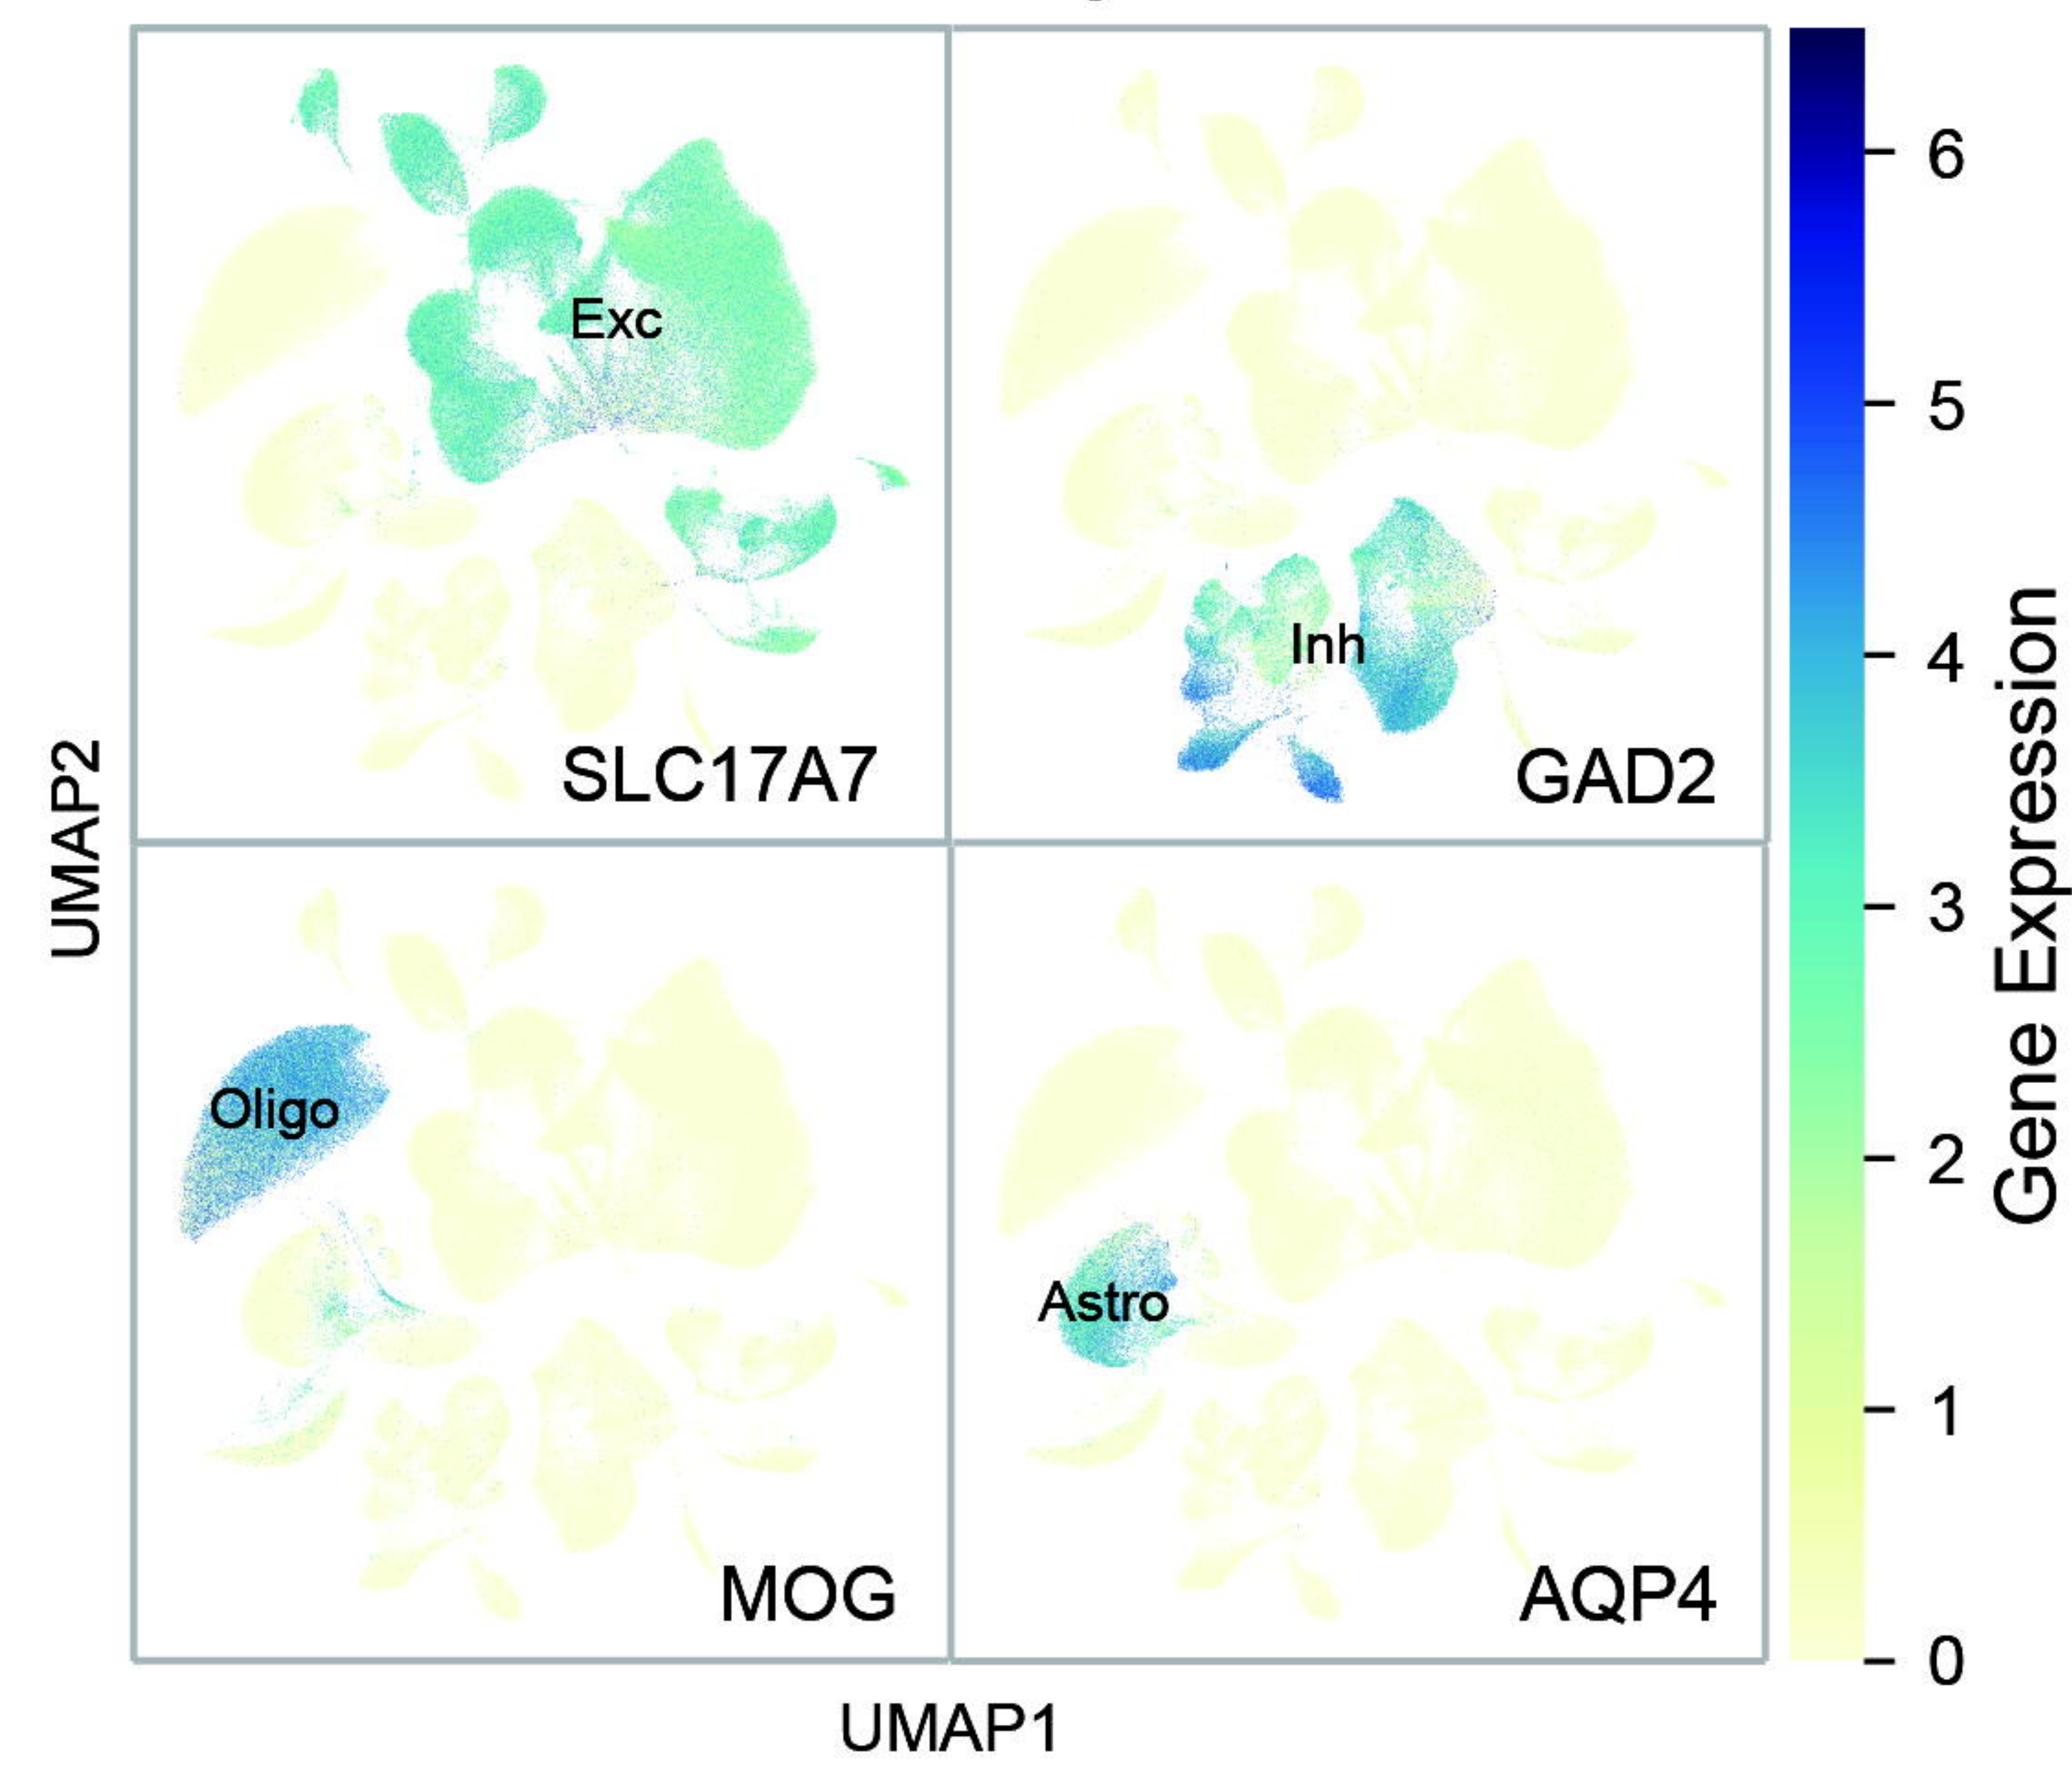 Exc
SLC17A7
Inh
GAD2
Oligo
MOG
Astro
AQP4
UMAP2
UMAP1
6
5
4
3
2
1
0
Gene Expression